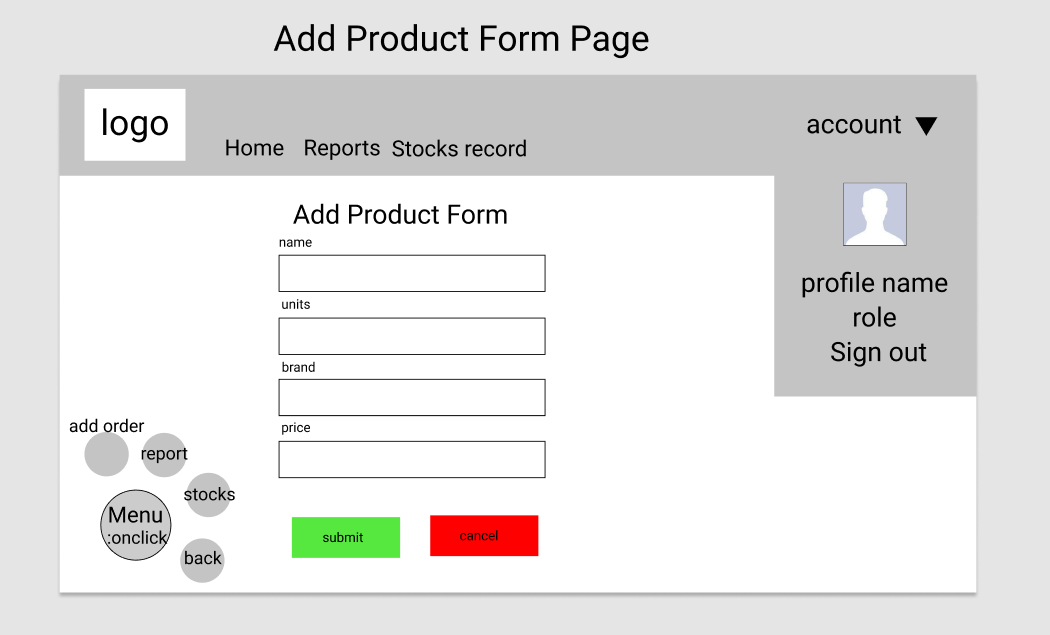 Add Product Form Page
logo
Home Reports Stocks record
account
profile name
role
Sign out
Add Product Form
name
units
brand
price
submit
cancel
add order
report
stocks
Menu
:onclick
back